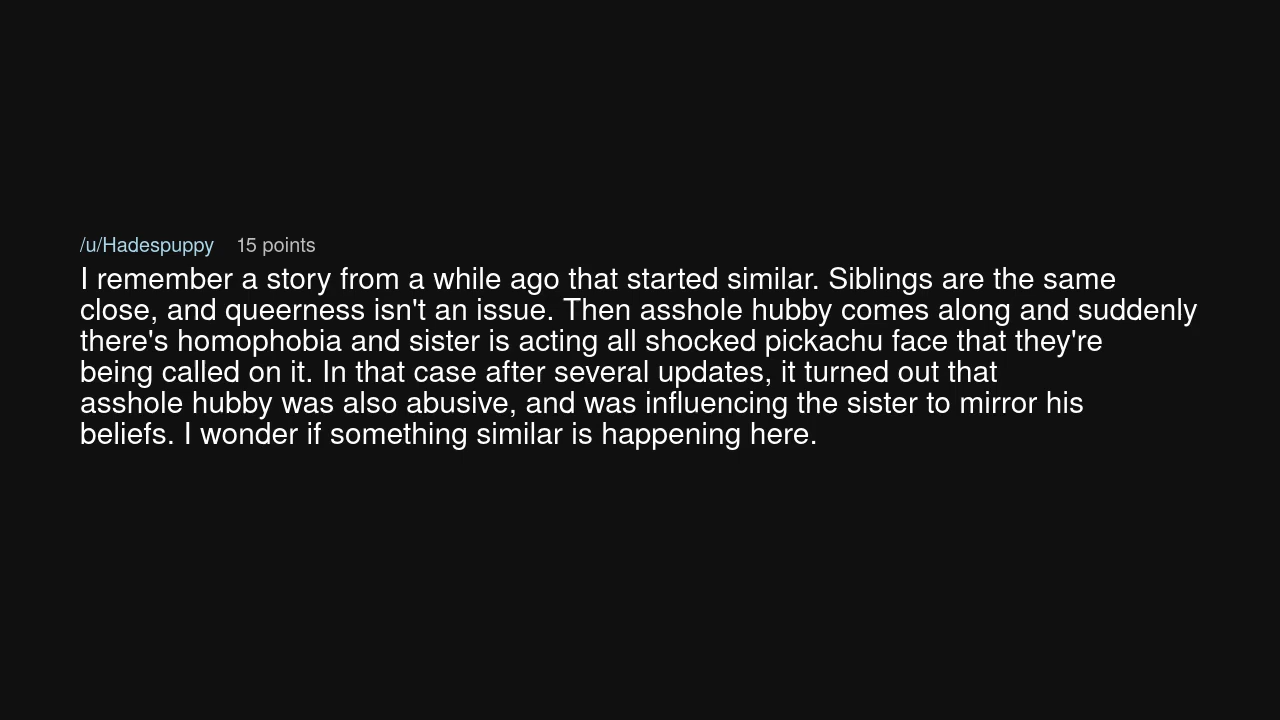 /u/Hadespuppy 15 points
I remember a story from a while ago that started similar. Siblings are the same
close, and queerness isn't an issue. Then asshole hubby comes along and suddenly
there's homophobia and sister is acting all shocked pickachu face that they're
being called on it. In that case after several updates, it turned out that
asshole hubby was also abusive, and was influencing the sister to mirror his
beliefs. I wonder if something similar is happening here.